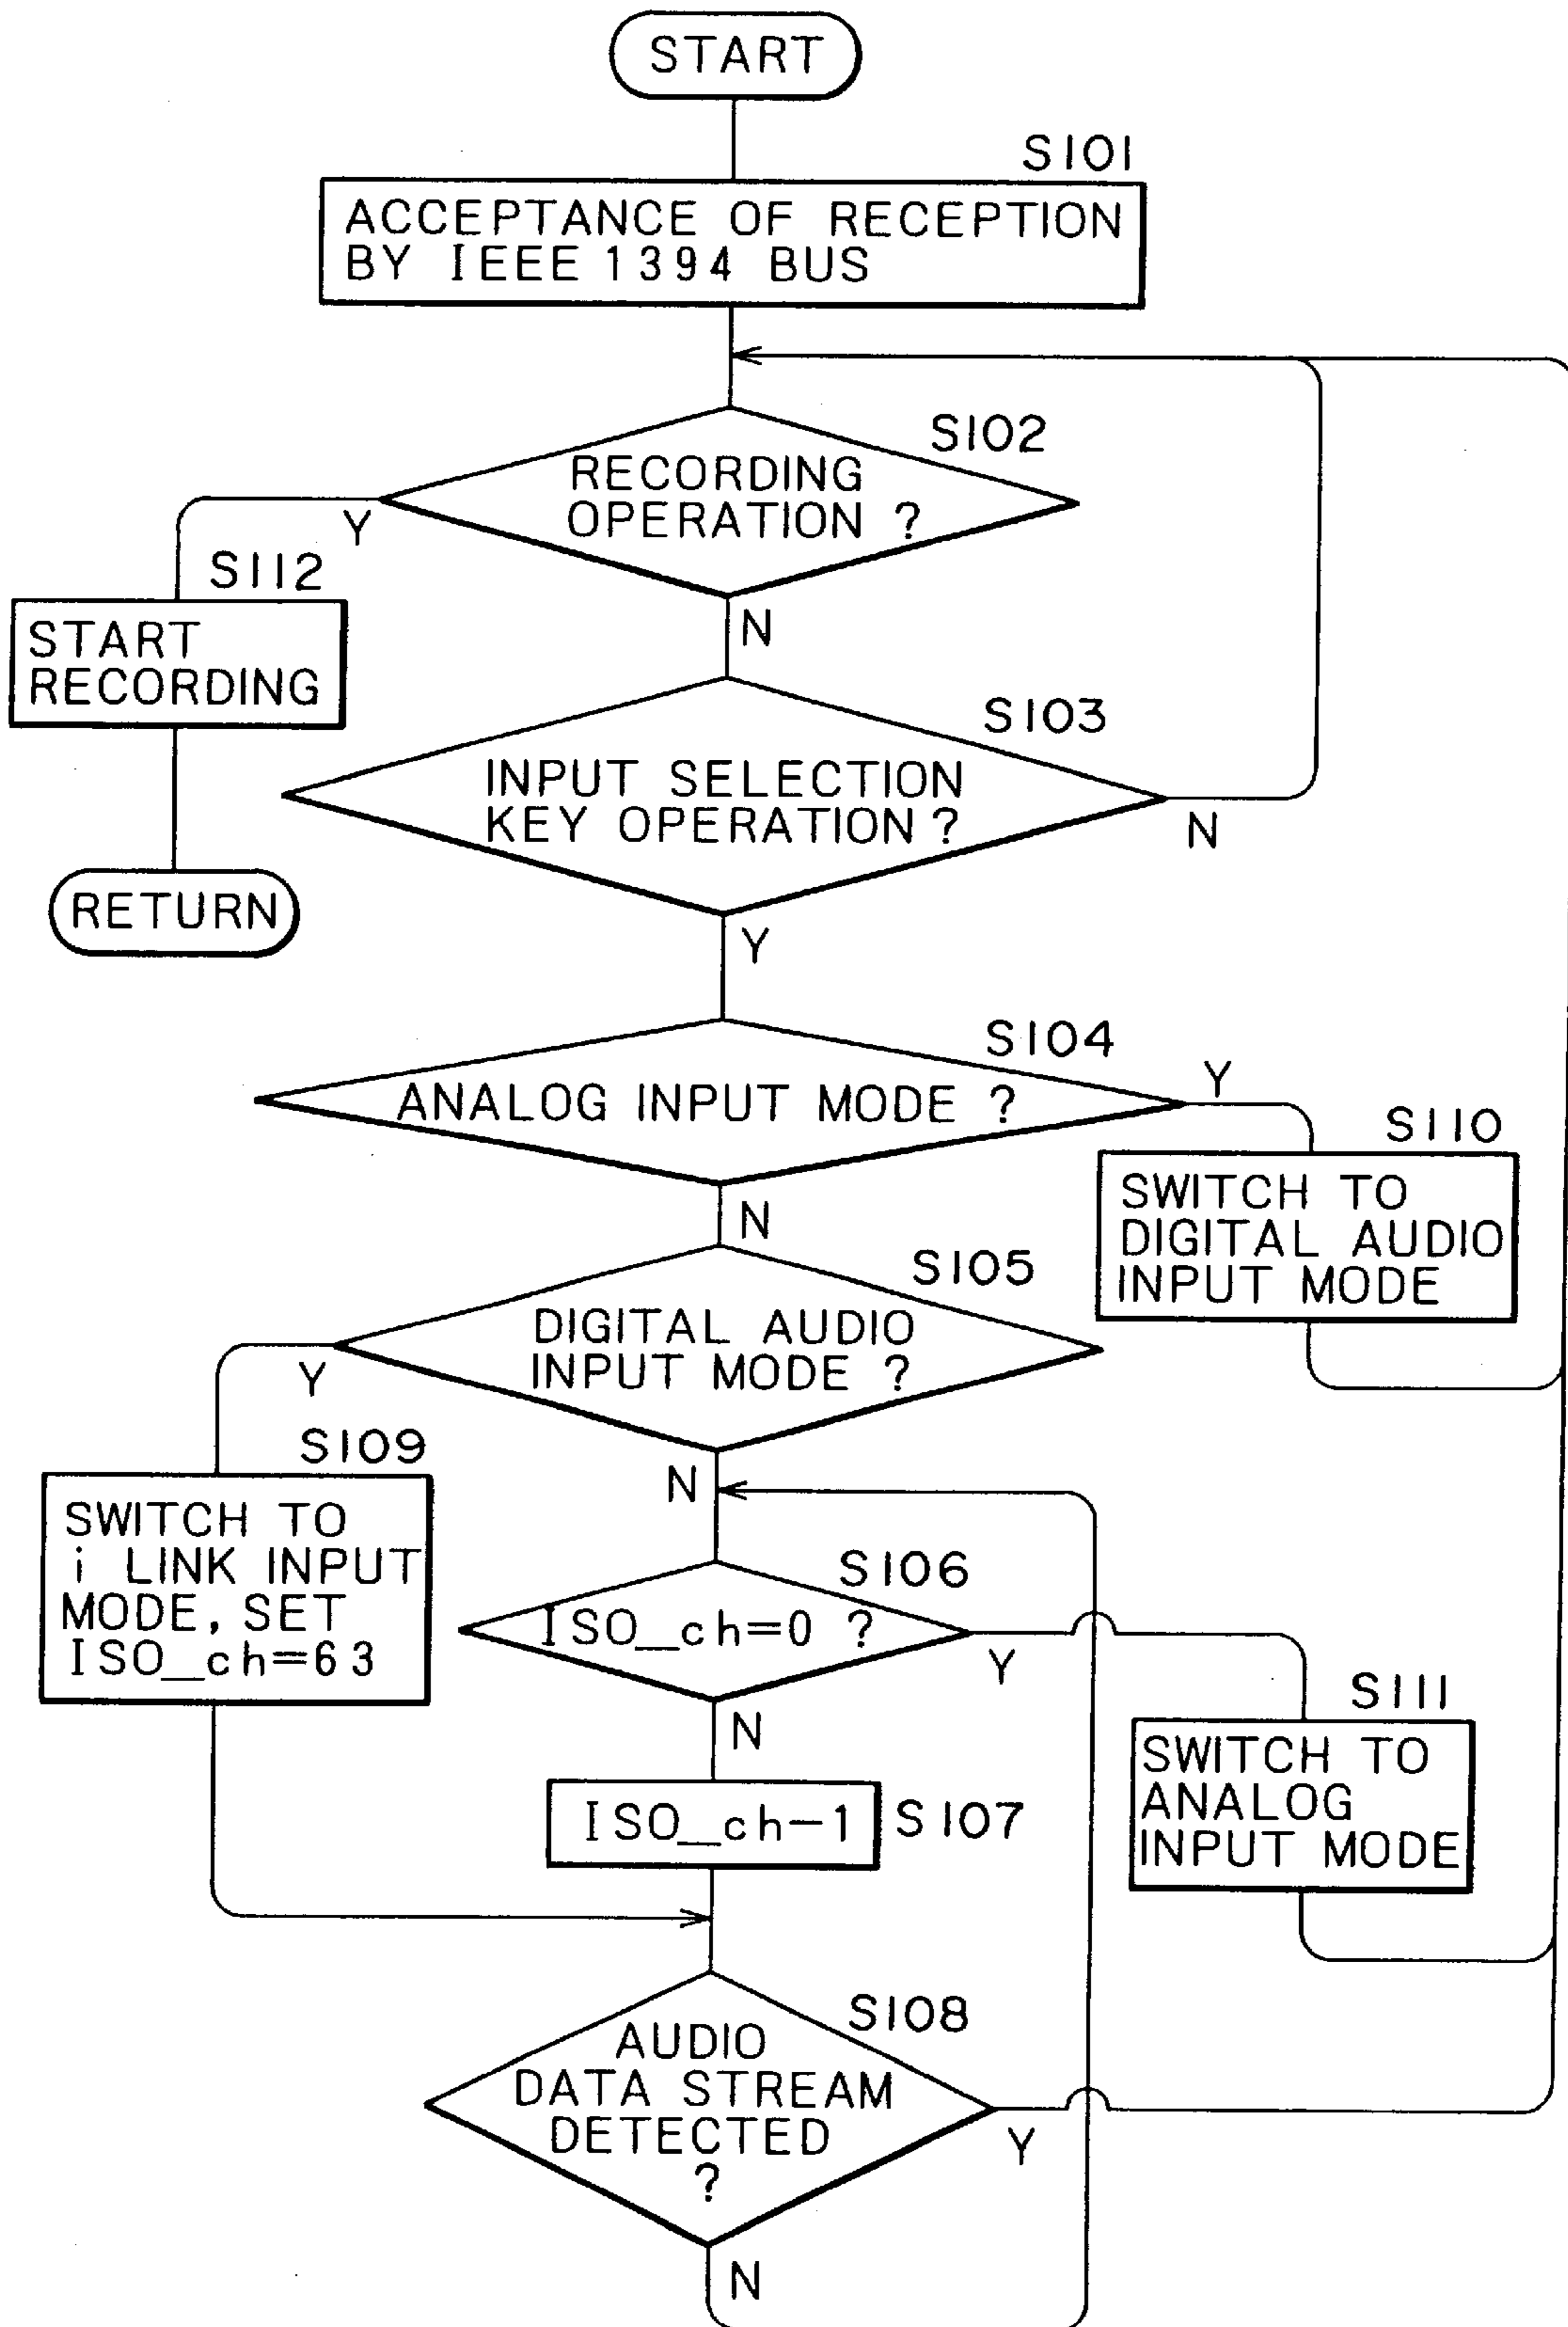 START
S101
ACCEPTANCE OF RECEPTION
BY IEEE 1394 BUS
S102
RECORDING
OPERATION ?
Y
N
S112
START
RECORDING
RETURN
S103
INPUT SELECTION
KEY OPERATION ?
N
Y
S104
ANALOG INPUT MODE ?
Y
N
S110
SWITCH TO
DIGITAL AUDIO
INPUT MODE
S105
DIGITAL AUDIO
INPUT MODE ?
Y
N
S109
SWITCH TO
i LINK INPUT
MODE, SET
ISO_ch=63
S106
ISO_ch=0 ?
Y
N
S111
SWITCH TO
ANALOG
INPUT MODE
ISO_ch-1
S107
S108
AUDIO
DATA STREAM
DETECTED
?
Y
N